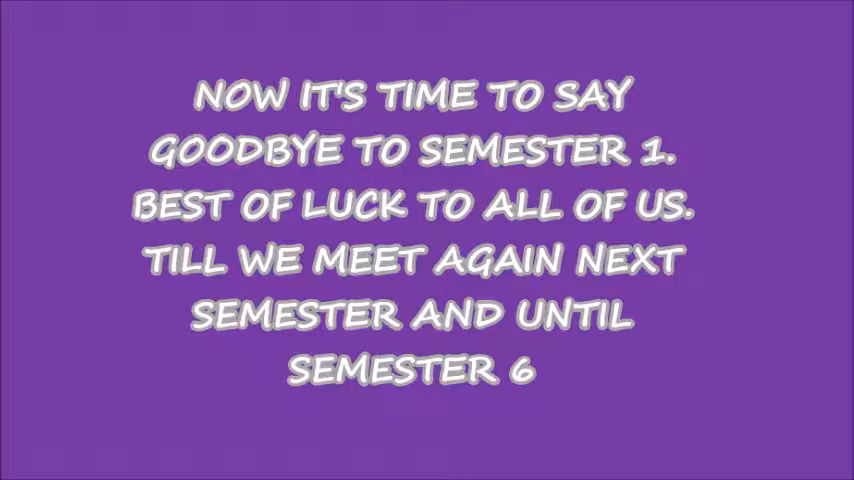 NOW IT'S TIME TO SAY
GOODBYE TO SEMESTER 1.
BEST OF LUCK TO ALL OF US.
TILL WE MEET AGAIN NEXT
SEMESTER AND UNTIL
SEMESTER 6